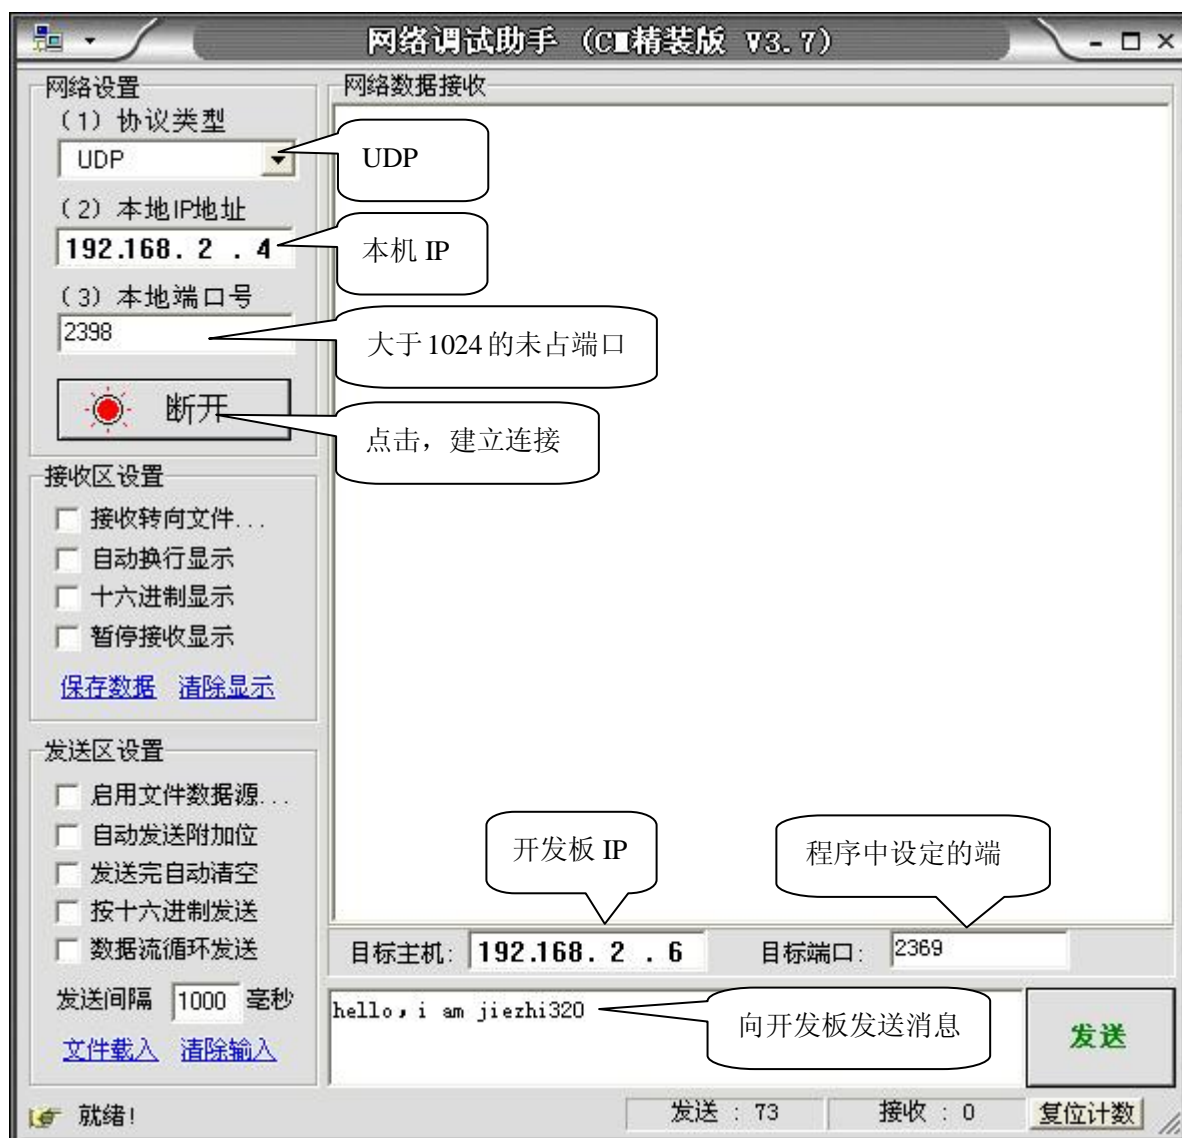 网络调试助手 (CM精装版 V3.7)
网络设置
(1) 协议类型
UDP
UDP
(2) 本地IP地址
192.168. 2 . 4
本机 IP
(3) 本地端口号
2398
大于1024的未占端口
断开
点击，建立连接
接收区设置
接收转向文件...
自动换行显示
十六进制显示
暂停接收显示
保存数据 清除显示
发送区设置
启用文件数据源...
自动发送附加位
发送完自动清空
按十六进制发送
数据流循环发送
发送间隔 1000 毫秒
文件载入 清除输入
网络数据接收
开发板 IP
程序中设定的端
目标主机: 192.168. 2 . 6 目标端口: 2369
hello,i am jiezhi320
向开发板发送消息
发送
就绪!
发送 : 73 接收 : 0 复位计数